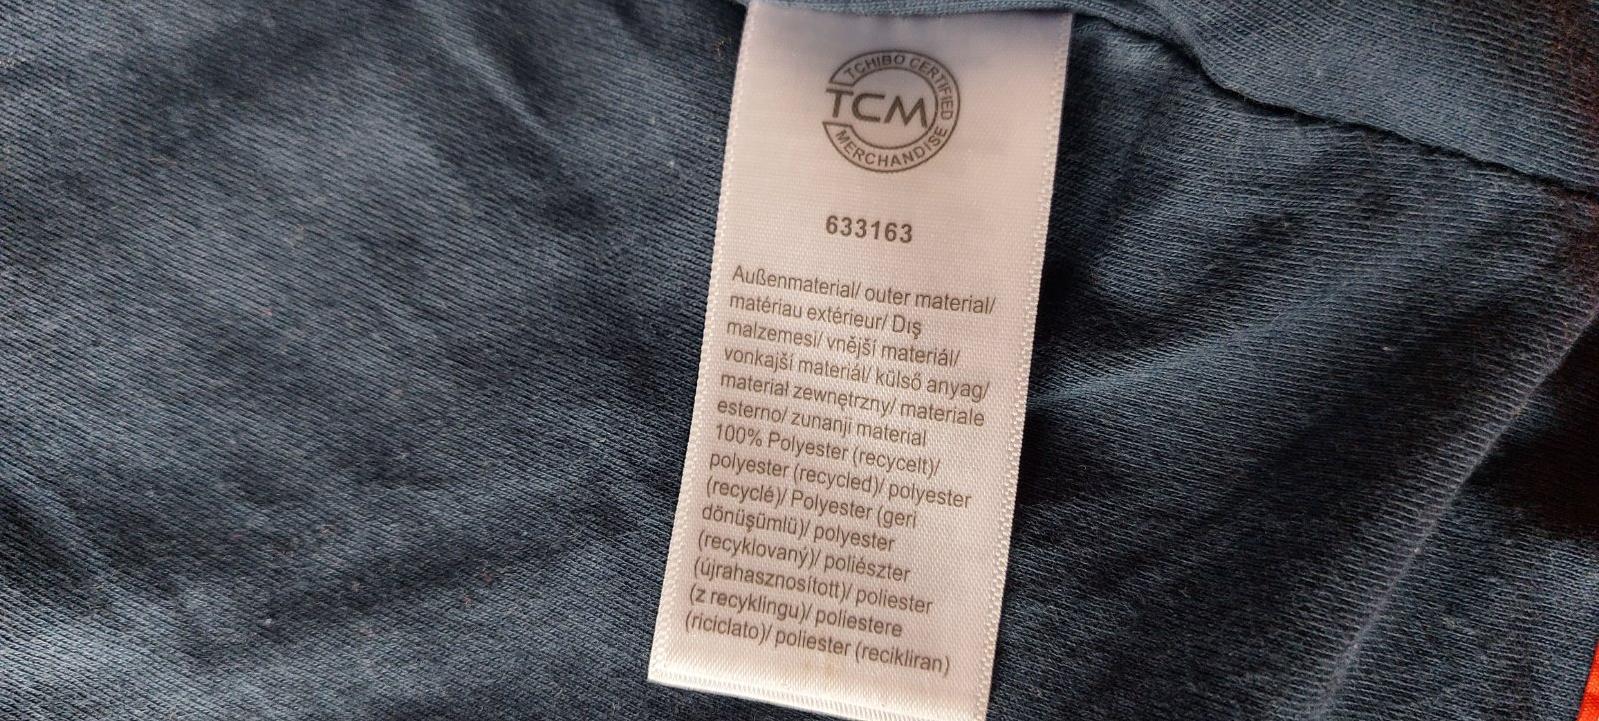 TCHIBO CERTIFIED
TCM
MERCHANDISE
633163
Außenmaterial/ outer material/
matériau extérieur/ Dış
malzemesi/ vnější materiál/
vonkajší materiál/ külső anyag/
materiał zewnętrzny/ materiale
esterno/ zunanji material
100% Polyester (recycelt)/
polyester (recycled)/ polyester
(recyclé)/ Polyester (geri
dönüşümlü)/ polyester
(recyklovaný)/ poliészter
(újrahasznosított)/ poliester
(z recyklingu)/ poliestere
(riciclato)/ poliester (recikliran)